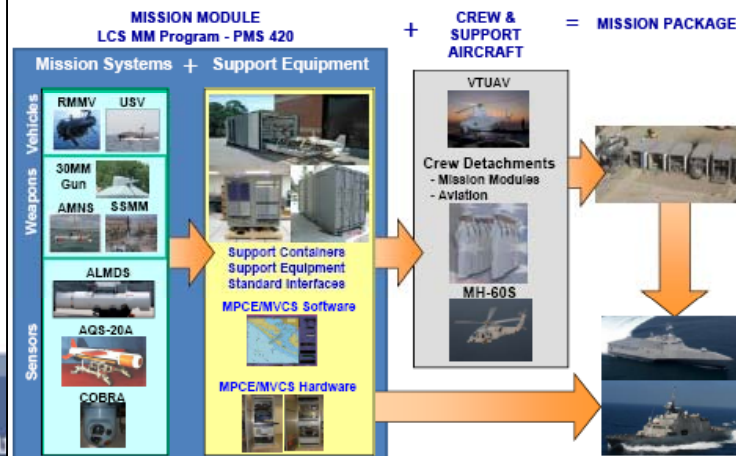 MISSION MODULE
LCS MM Program - PMS 420
+
CREW &
SUPPORT
AIRCRAFT
=
MISSION PACKAGE
Mission Systems
+
Support Equipment
Vehicles
RMMV
USV
Weapons
30MM
Gun
AMNS
SSMM
Sensors
ALMDS
AQS-20A
COBRA
Support Containers
Support Equipment
Standard Interfaces
MPCE/MVCS Software
MPCE/MVCS Hardware
VTUAV
Crew Detachments
- Mission Modules
- Aviation
MH-60S